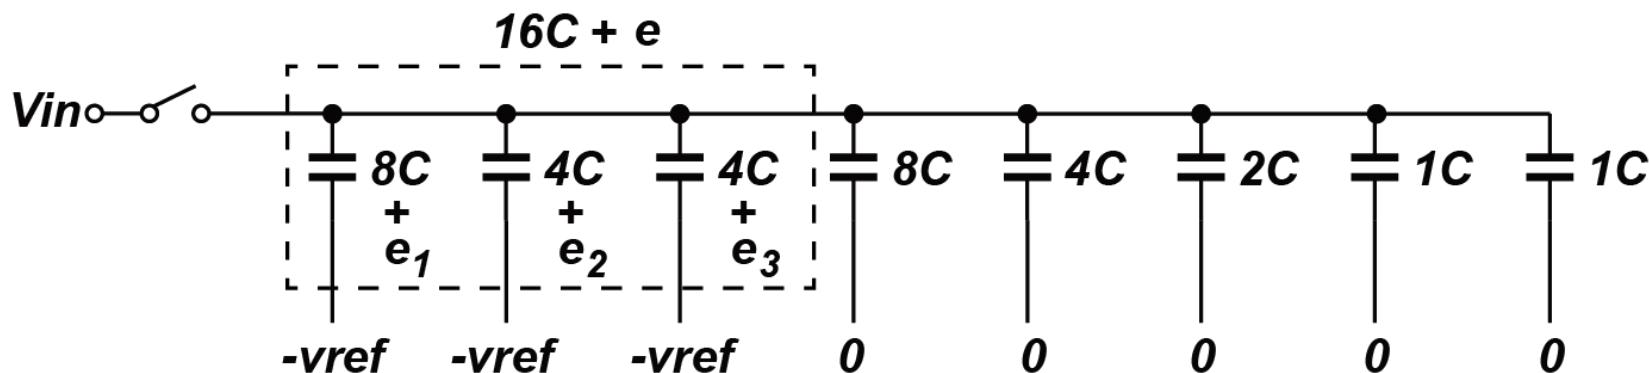 16C + e
Vin
8C + e1
4C + e2
4C + e3
8C
4C
2C
1C
1C
-vref -vref -vref 0 0 0 0 0